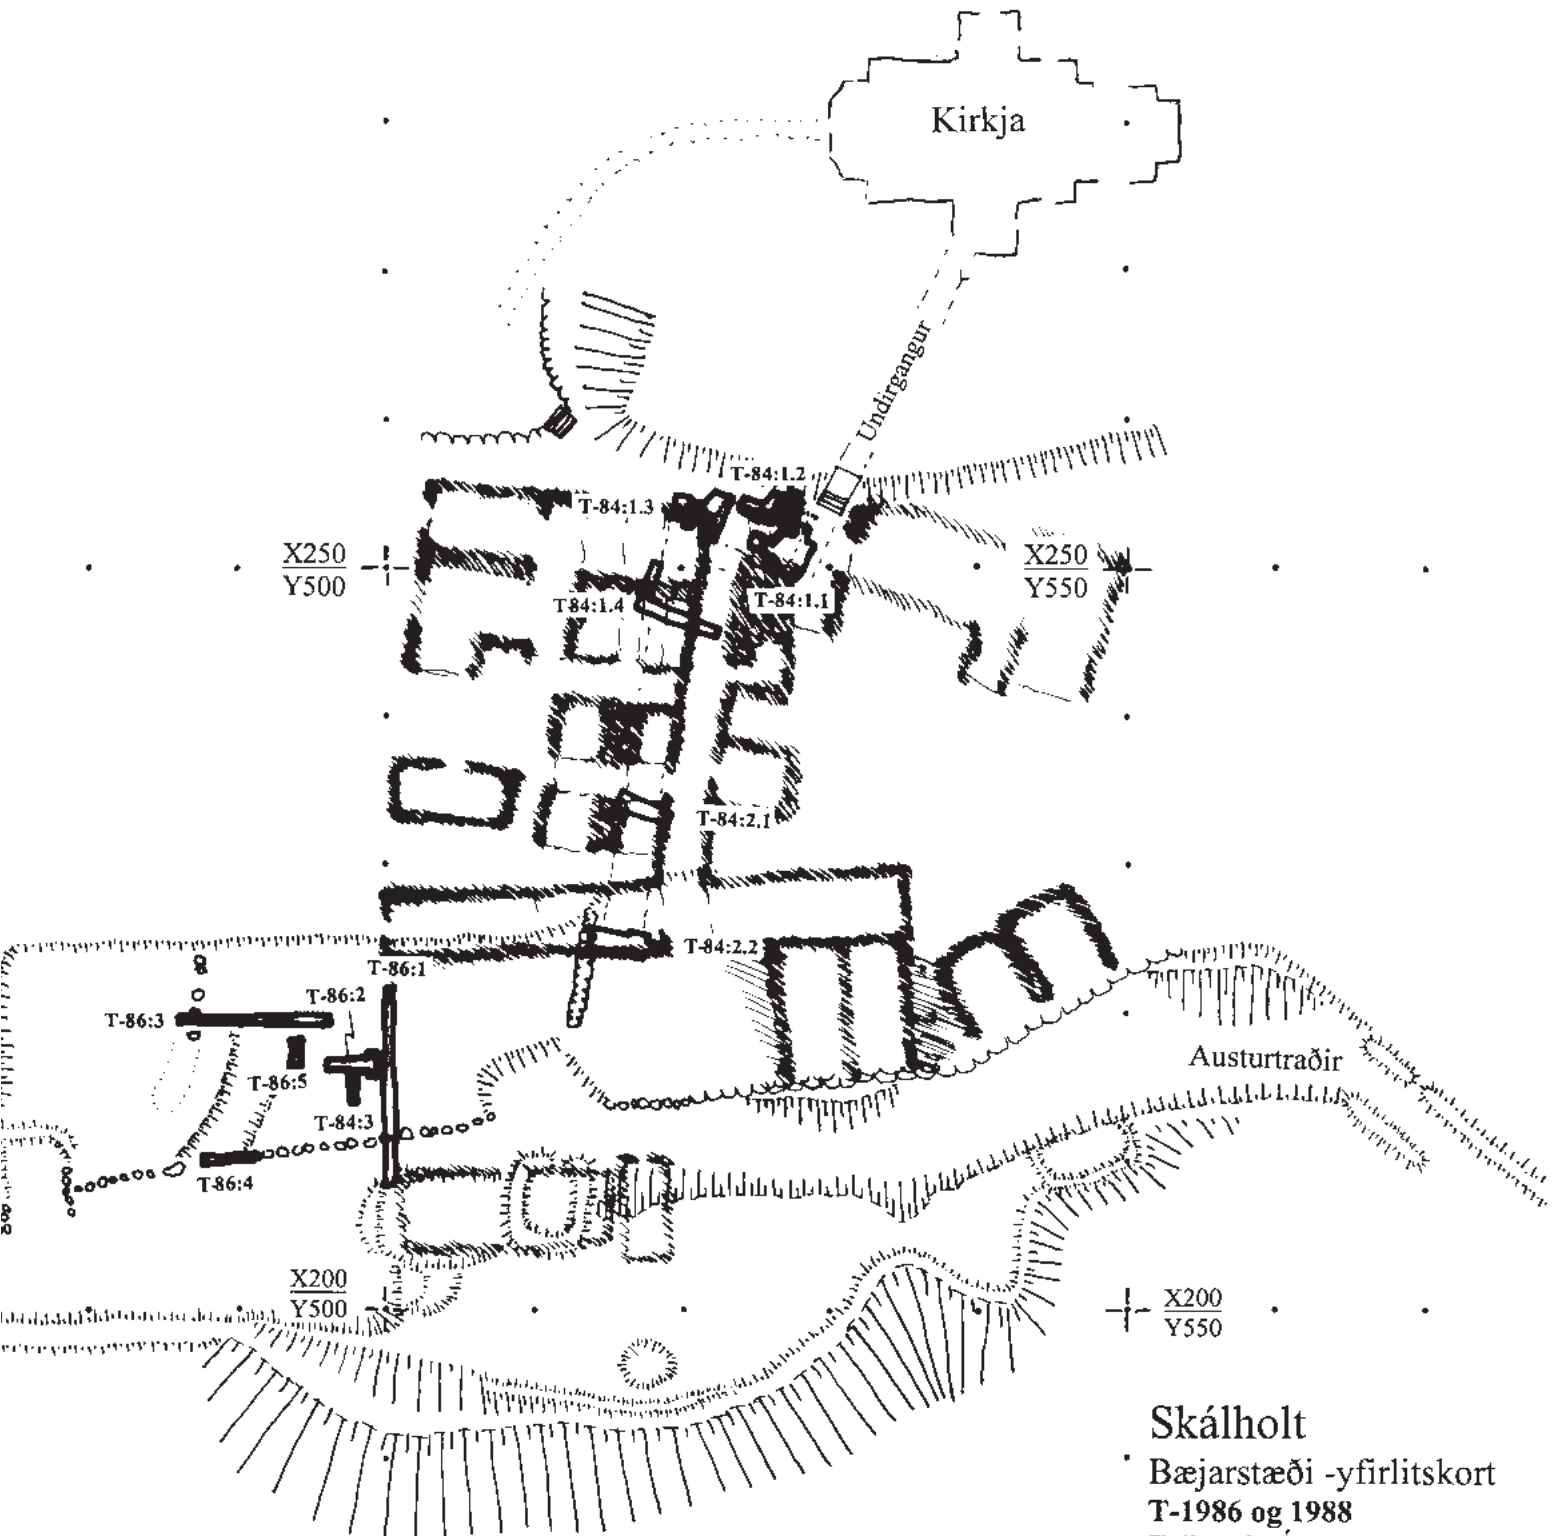 Kirkja
Undirgangur
T-84:1.2
T-84:1.3
X250
Y500
X250
Y550
T-84:1.1
T84:1.4
T-84:2.1
T-84:2.2
T-86:1
T-86:2
T-86:3
Austurtraðir
T-86:5
T-84:3
T-86:4
X200
Y500
X200
Y550
Skálholt
Bæjarstæði -yfirlitskort
T-1986 og 1988